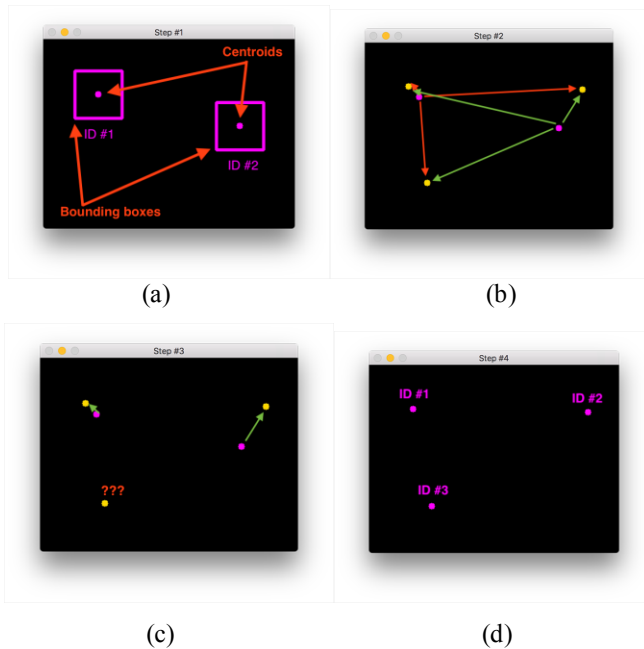 Step #1
Centroids
ID #1
ID #2
Bounding boxes
(a)
Step #2
(b)
Step #3
???
(c)
Step #4
ID #1
ID #2
ID #3
(d)